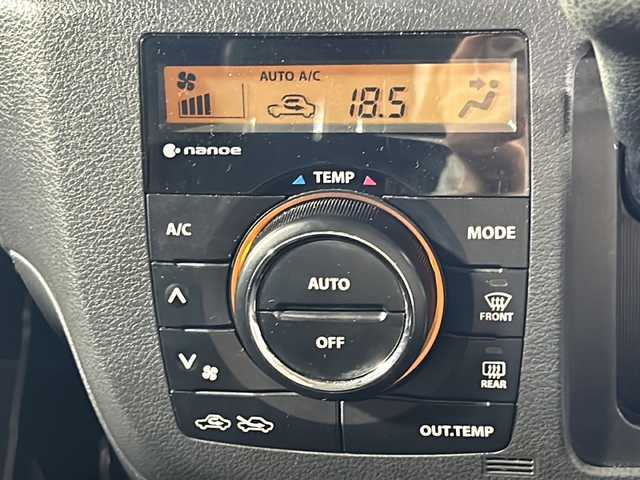 AUTO A/C
18.5
nanoe
TEMP
A/C
MODE
AUTO
FRONT
OFF
REAR
OUT.TEMP